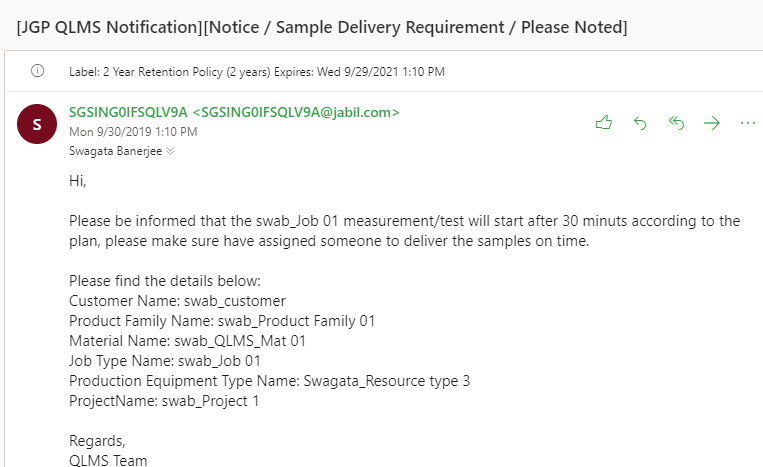 [JGP QLMS Notification][Notice / Sample Delivery Requirement / Please Noted]
Label: 2 Year Retention Policy (2 years) Expires: Wed 9/29/2021 1:10 PM
S
SGSING0IFSQLV9A <SGSING0IFSQLV9A@jabil.com>
Mon 9/30/2019 1:10 PM
Swagata Banerjee
Hi,
Please be informed that the swab_Job 01 measurement/test will start after 30 minuts according to the
plan, please make sure have assigned someone to deliver the samples on time.
Please find the details below:
Customer Name: swab_customer
Product Family Name: swab_Product Family 01
Material Name: swab_QLMS_Mat 01
Job Type Name: swab_Job 01
Production Equipment Type Name: Swagata_Resource type 3
ProjectName: swab_Project 1
Regards,
QLMS Team